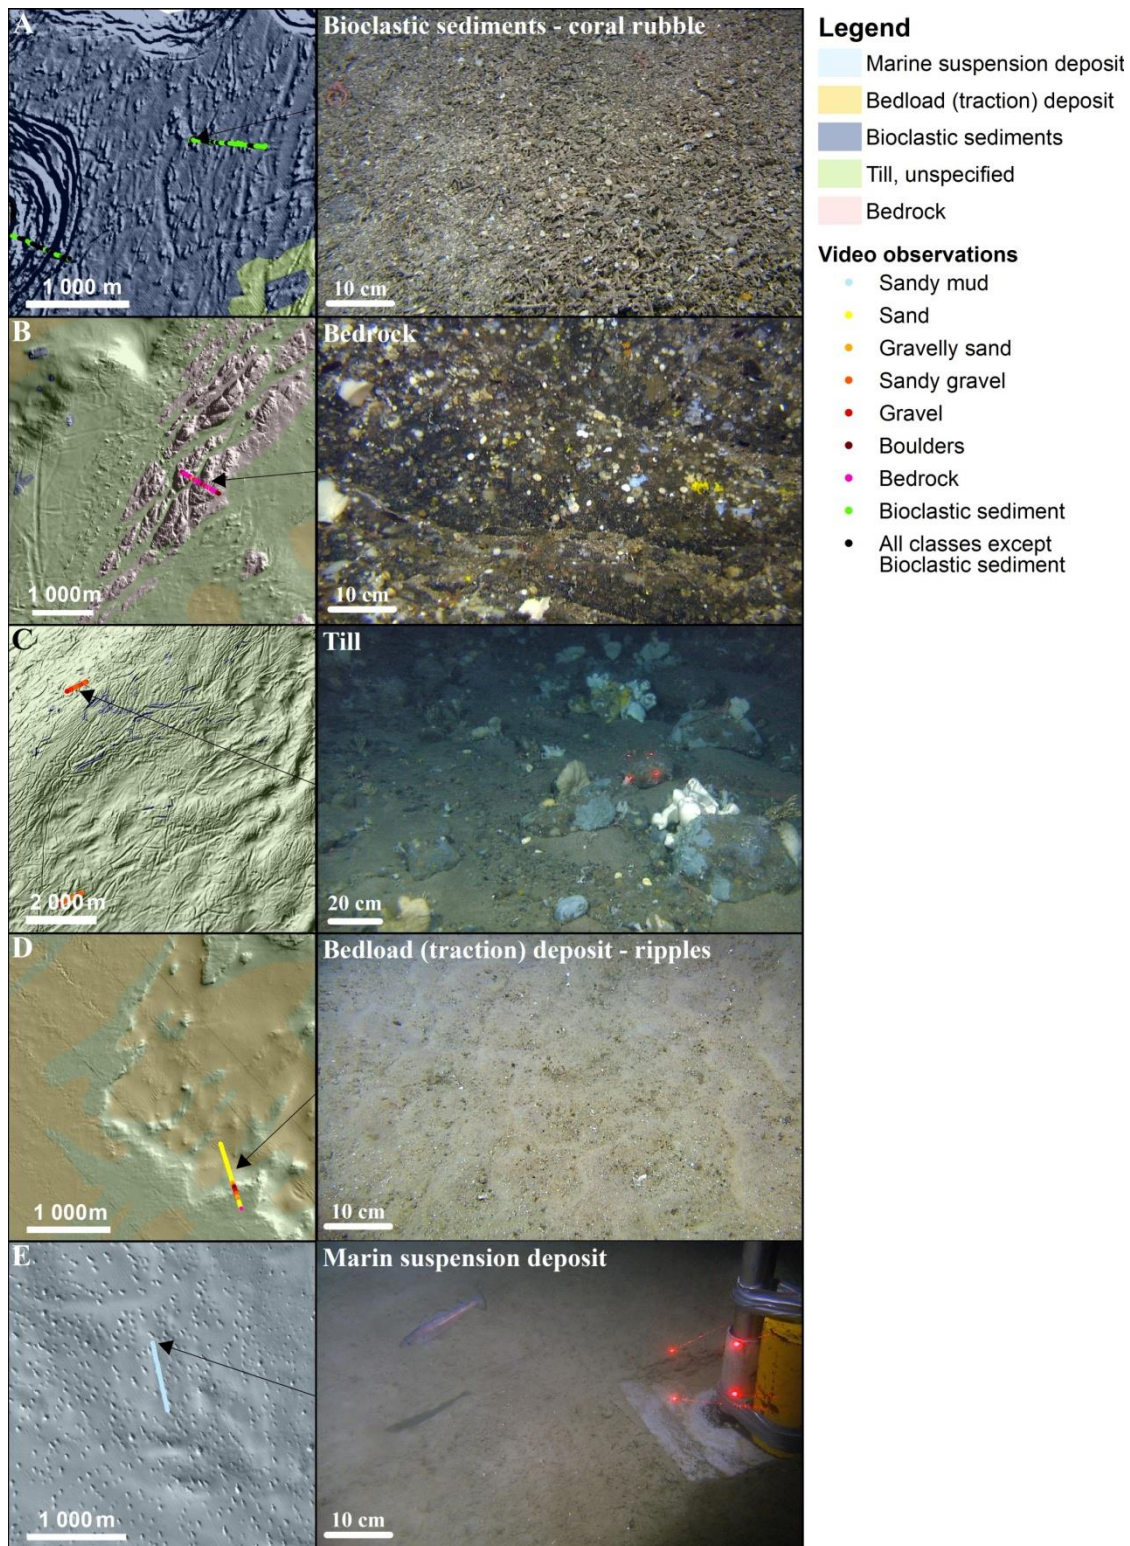 A
Bioclastic sediments - coral rubble
1 000 m
10 cm
B
Bedrock
1 000m
10 cm
C
Till
2 000m
20 cm
D
Bedload (traction) deposit - ripples
1 000m
10 cm
E
Marin suspension deposit
1 000 m
10 cm
Legend
Marine suspension deposit
Bedload (traction) deposit
Bioclastic sediments
Till, unspecified
Bedrock
Video observations
Sandy mud
Sand
Gravelly sand
Sandy gravel
Gravel
Boulders
Bedrock
Bioclastic sediment
All classes except
Bioclastic sediment